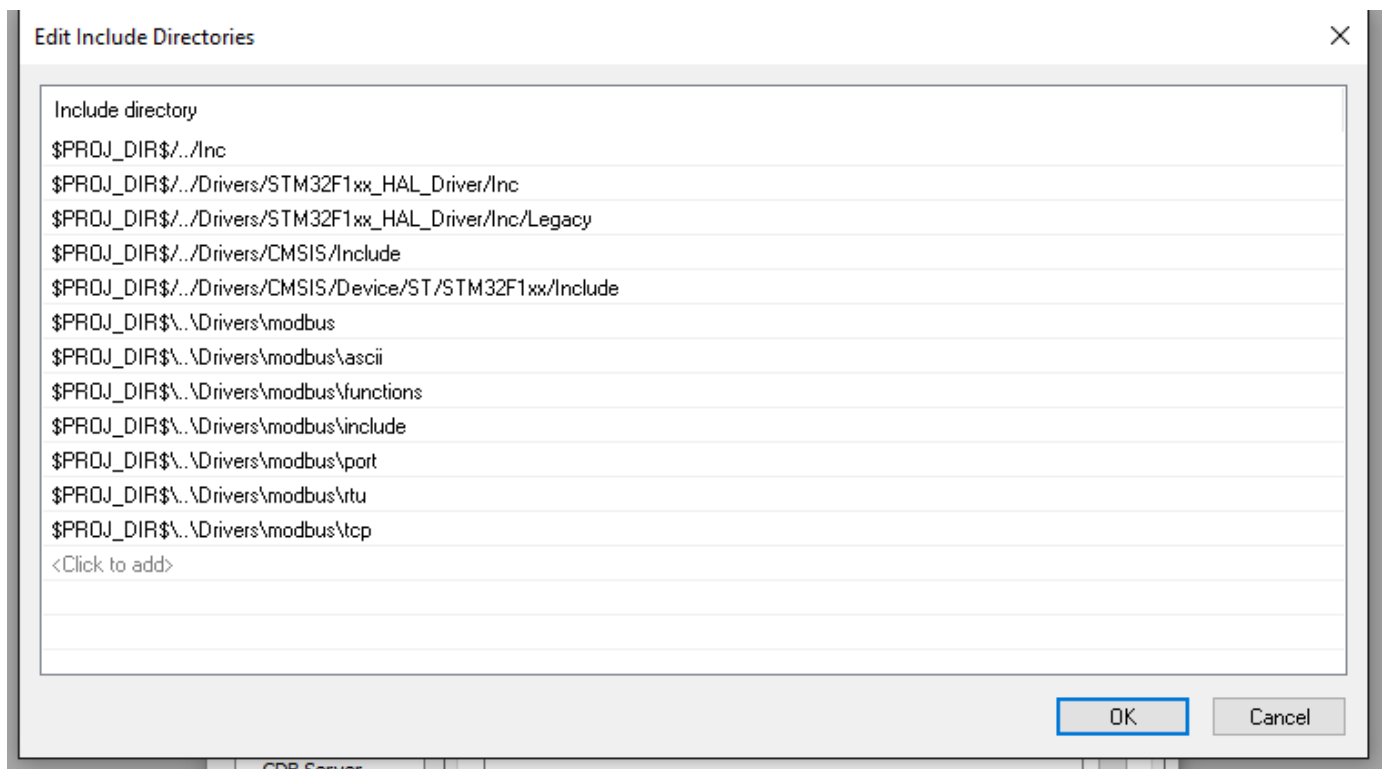 Edit Include Directories
Include directory
$PROJ_DIR$/../Inc
$PROJ_DIR$/../Drivers/STM32F1xx_HAL_Driver/Inc
$PROJ_DIR$/../Drivers/STM32F1xx_HAL_Driver/Inc/Legacy
$PROJ_DIR$/../Drivers/CMSIS/Include
$PROJ_DIR$/../Drivers/CMSIS/Device/ST/STM32F1xx/Include
$PROJ_DIR$\..\Drivers\modbus
$PROJ_DIR$\..\Drivers\modbus\ascii
$PROJ_DIR$\..\Drivers\modbus\functions
$PROJ_DIR$\..\Drivers\modbus\include
$PROJ_DIR$\..\Drivers\modbus\port
$PROJ_DIR$\..\Drivers\modbus\rtu
$PROJ_DIR$\..\Drivers\modbus\tcp
<Click to add>
OK Cancel